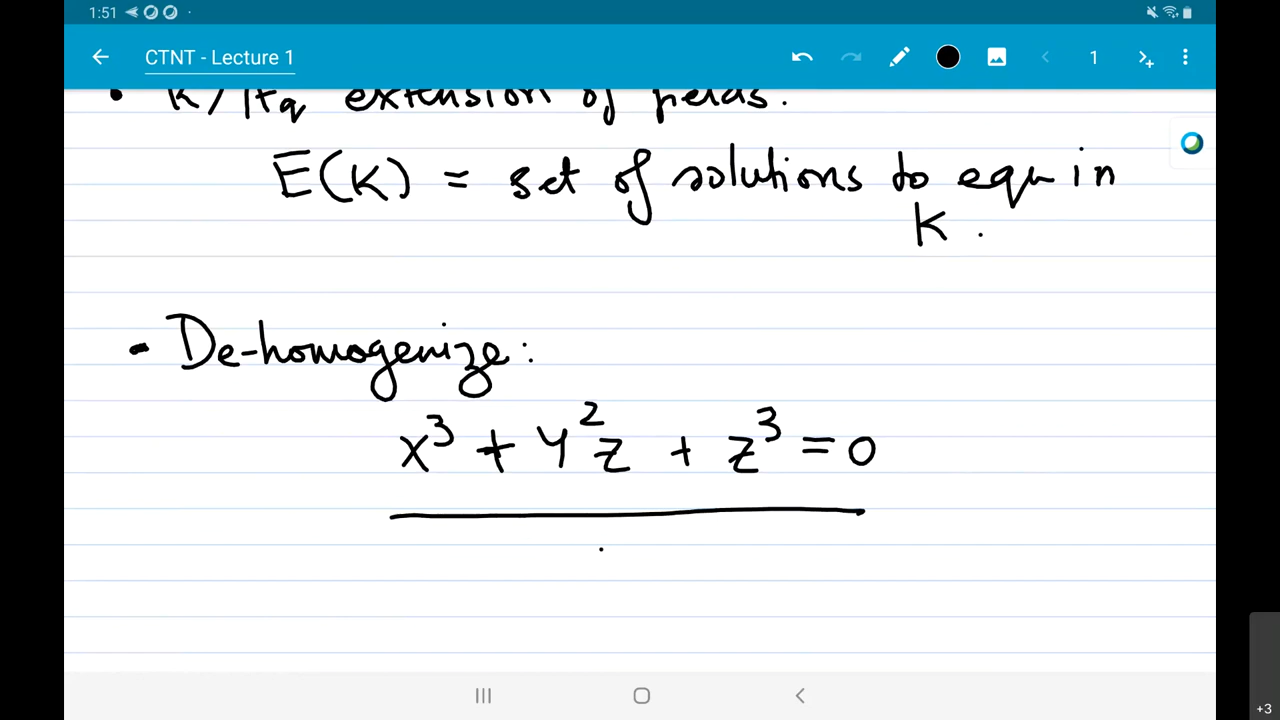 1:51
CTNT - Lecture 1
1
• K/𝔽q extension of fields.
E(K) = set of solutions to eqn in
K.
• De-homogenize:
x³ + y²z + z³ = 0
+3